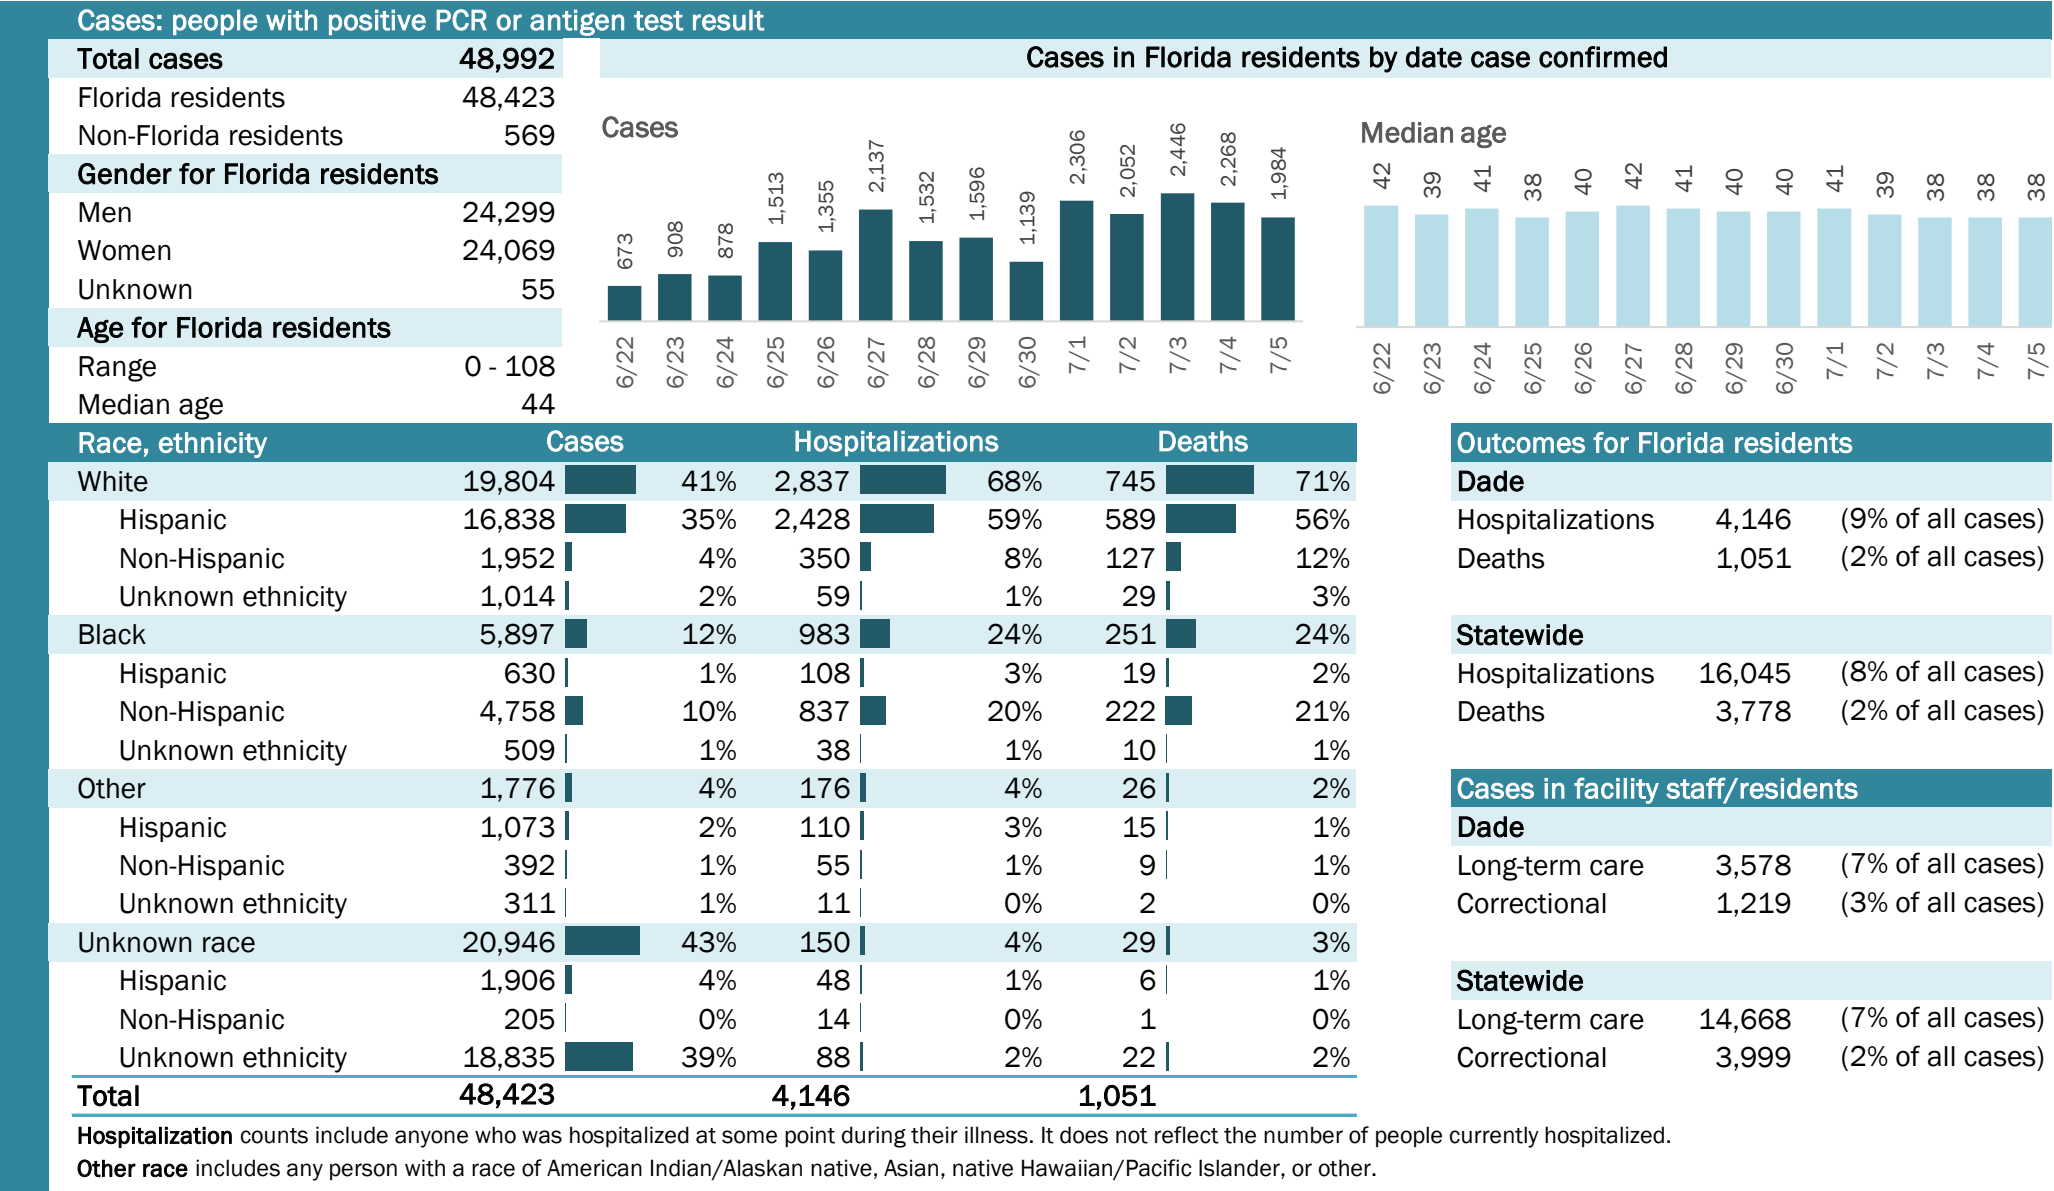 Cases: people with positive PCR or antigen test result
Total cases 48,992
Florida residents 48,423
Non-Florida residents 569
Gender for Florida residents
Men 24,299
Women 24,069
Unknown 55
Age for Florida residents
Range 0 - 108
Median age 44
Cases in Florida residents by date case confirmed
Cases
673 908 878 1,513 1,355 2,137 1,532 1,596 1,139 2,306 2,052 2,446 2,268 1,984
6/22 6/23 6/24 6/25 6/26 6/27 6/28 6/29 6/30 7/1 7/2 7/3 7/4 7/5
Median age
42 39 41 38 40 42 41 40 40 41 39 38 38 38
6/22 6/23 6/24 6/25 6/26 6/27 6/28 6/29 6/30 7/1 7/2 7/3 7/4 7/5
Race, ethnicity Cases Hospitalizations Deaths
White 19,804 41% 2,837 68% 745 71%
Hispanic 16,838 35% 2,428 59% 589 56%
Non-Hispanic 1,952 4% 350 8% 127 12%
Unknown ethnicity 1,014 2% 59 1% 29 3%
Black 5,897 12% 983 24% 251 24%
Hispanic 630 1% 108 3% 19 2%
Non-Hispanic 4,758 10% 837 20% 222 21%
Unknown ethnicity 509 1% 38 1% 10 1%
Other 1,776 4% 176 4% 26 2%
Hispanic 1,073 2% 110 3% 15 1%
Non-Hispanic 392 1% 55 1% 9 1%
Unknown ethnicity 311 1% 11 0% 2 0%
Unknown race 20,946 43% 150 4% 29 3%
Hispanic 1,906 4% 48 1% 6 1%
Non-Hispanic 205 0% 14 0% 1 0%
Unknown ethnicity 18,835 39% 88 2% 22 2%
Total 48,423 4,146 1,051
Outcomes for Florida residents
Dade
Hospitalizations 4,146 (9% of all cases)
Deaths 1,051 (2% of all cases)
Statewide
Hospitalizations 16,045 (8% of all cases)
Deaths 3,778 (2% of all cases)
Cases in facility staff/residents
Dade
Long-term care 3,578 (7% of all cases)
Correctional 1,219 (3% of all cases)
Statewide
Long-term care 14,668 (7% of all cases)
Correctional 3,999 (2% of all cases)
Hospitalization counts include anyone who was hospitalized at some point during their illness. It does not reflect the number of people currently hospitalized.
Other race includes any person with a race of American Indian/Alaskan native, Asian, native Hawaiian/Pacific Islander, or other.